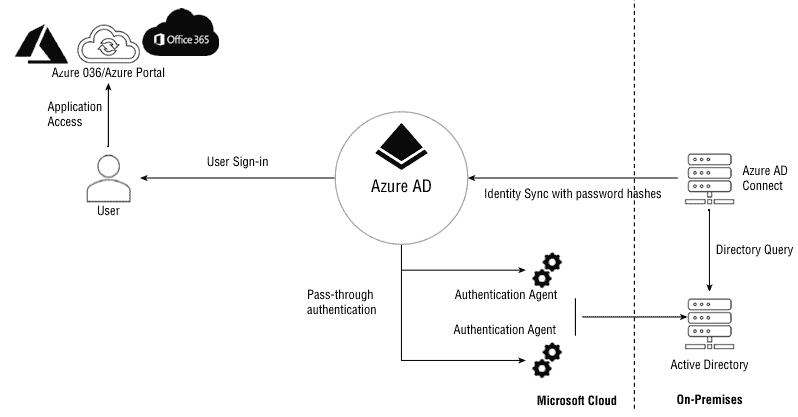 Office 365
Azure 036/Azure Portal
Application
Access
User Sign-in
User
Azure AD
Identity Sync with password hashes
Azure AD
Connect
Directory Query
Pass-through
authentication
Authentication Agent
Authentication Agent
Active Directory
Microsoft Cloud
On-Premises